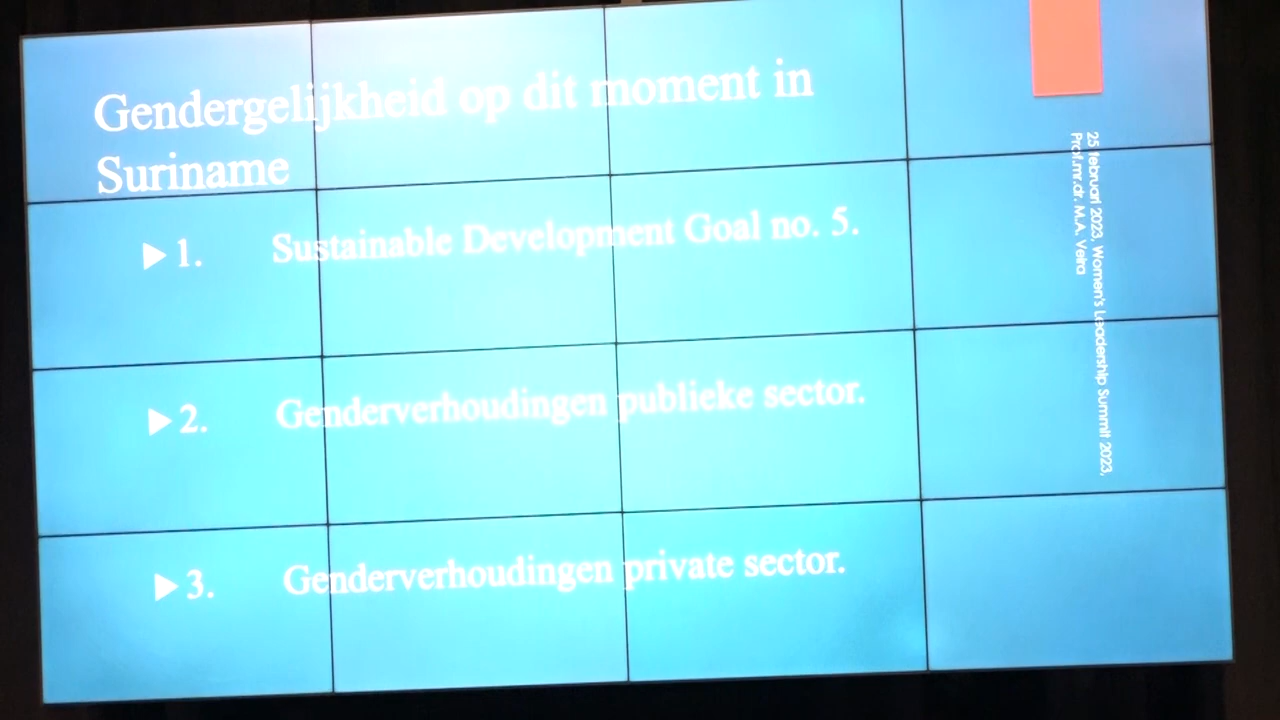 Gendergelijkheid op dit moment in
Suriname
1. Sustainable Development Goal no. 5.
2. Genderverhoudingen publieke sector.
3. Genderverhoudingen private sector.
25 februari 2023, Women's Leadership Summit 2023,
Prof.mr.dr. M.A. Veira